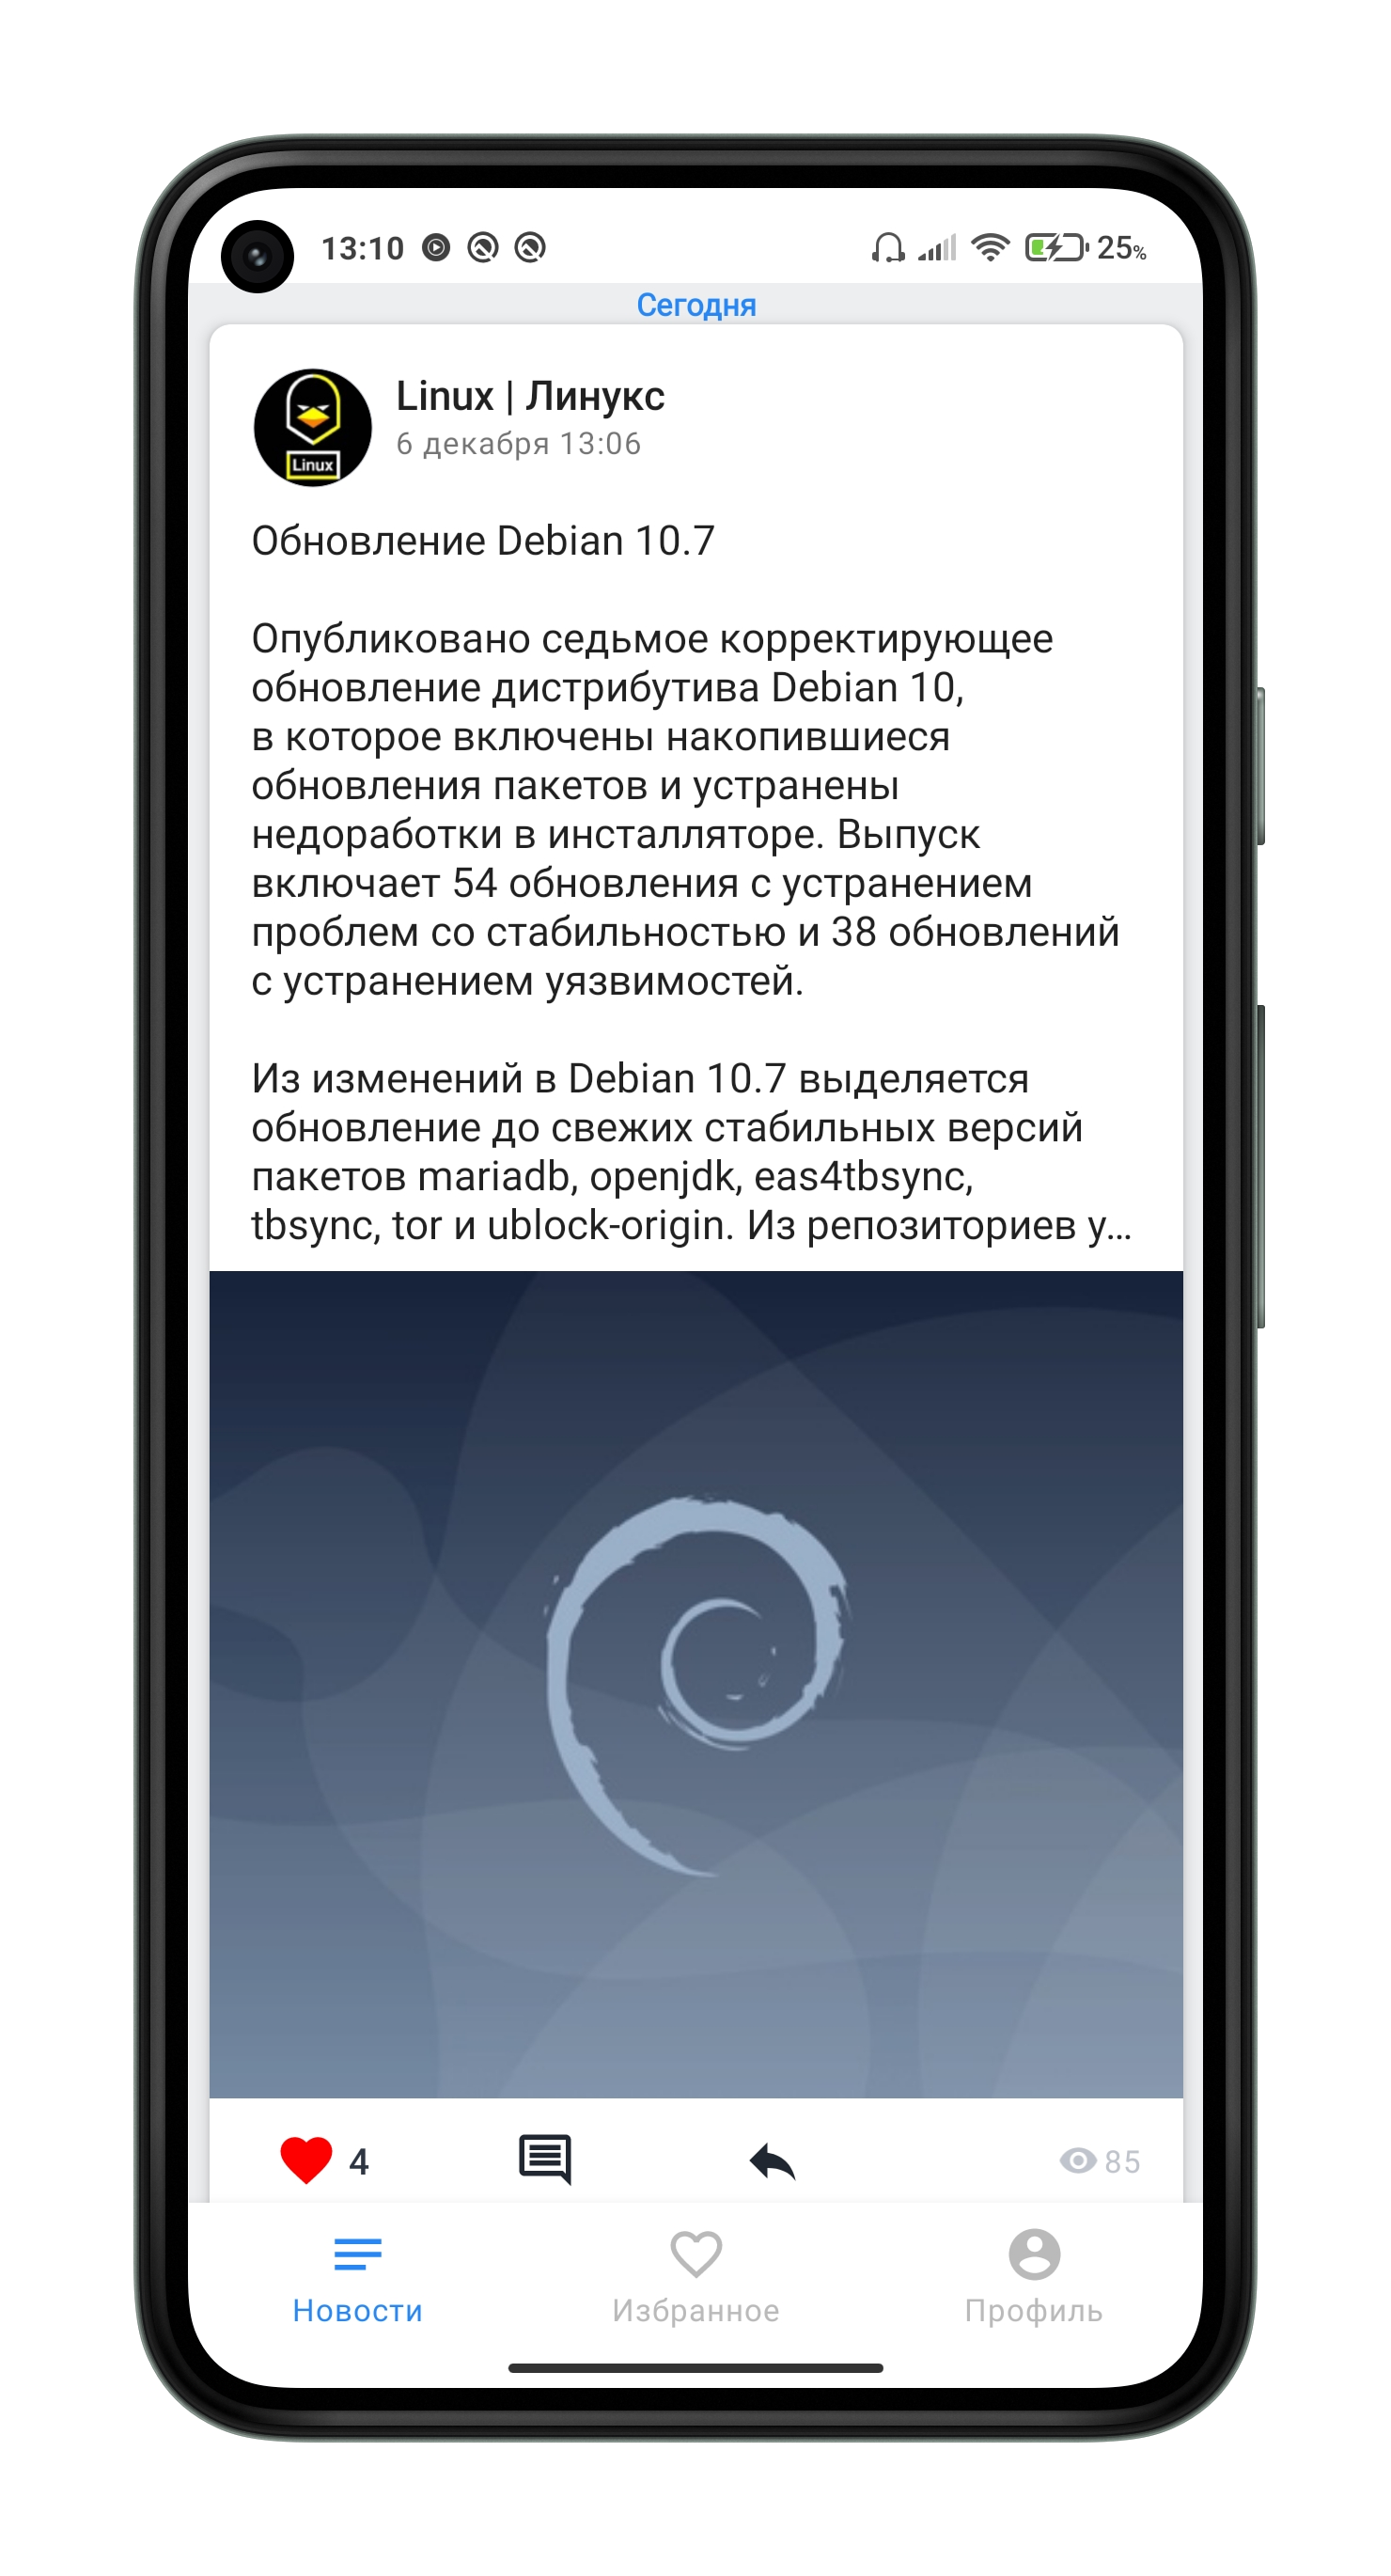 13:10 25%
Сегодня
Linux | Линукс
6 декабря 13:06
Linux
Обновление Debian 10.7
Опубликовано седьмое корректирующее
обновление дистрибутива Debian 10,
в которое включены накопившиеся
обновления пакетов и устранены
недоработки в инсталляторе. Выпуск
включает 54 обновления с устранением
проблем со стабильностью и 38 обновлений
с устранением уязвимостей.
Из изменений в Debian 10.7 выделяется
обновление до свежих стабильных версий
пакетов mariadb, openjdk, eas4tbsync,
tbsync, tor и ublock-origin. Из репозиториев у...
4 85
Новости Избранное Профиль